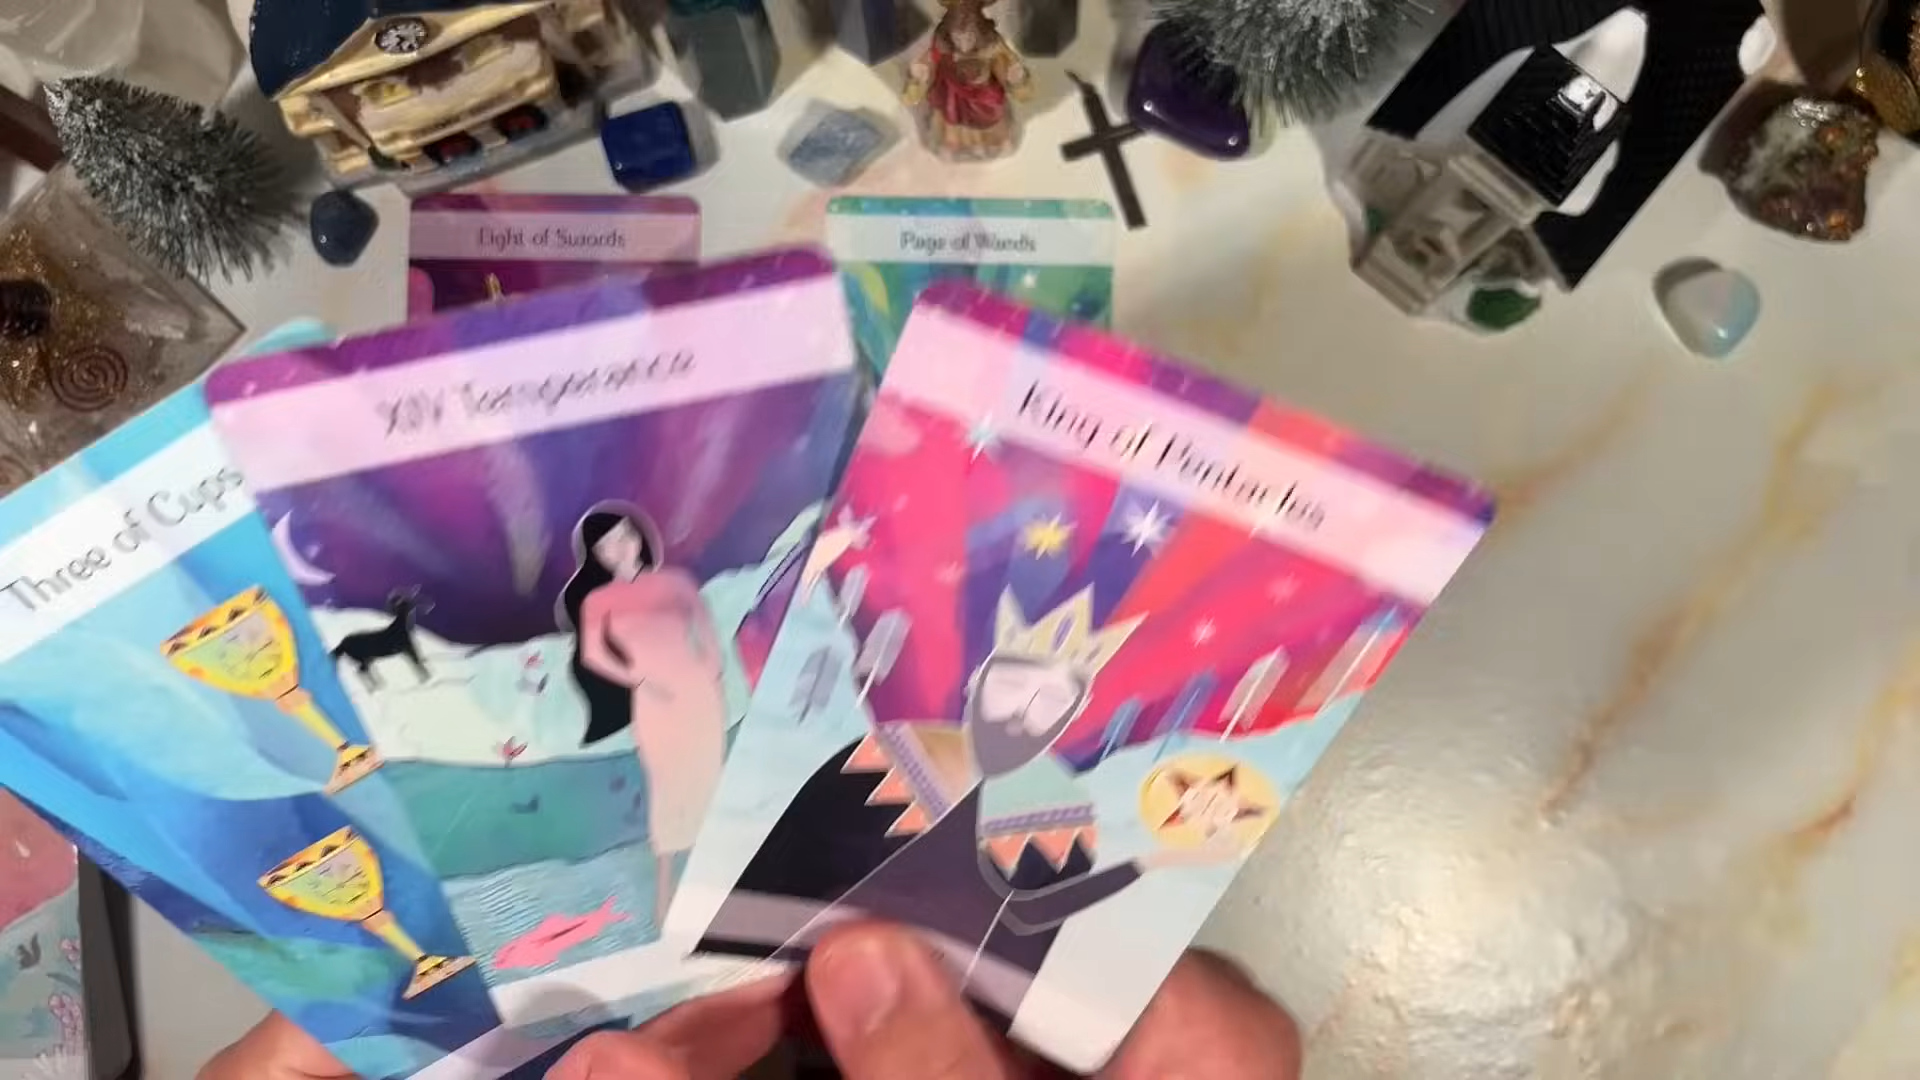 Eight of Swords
Page of Wands
XIV Temperance
King of Pentacles
Three of Cups